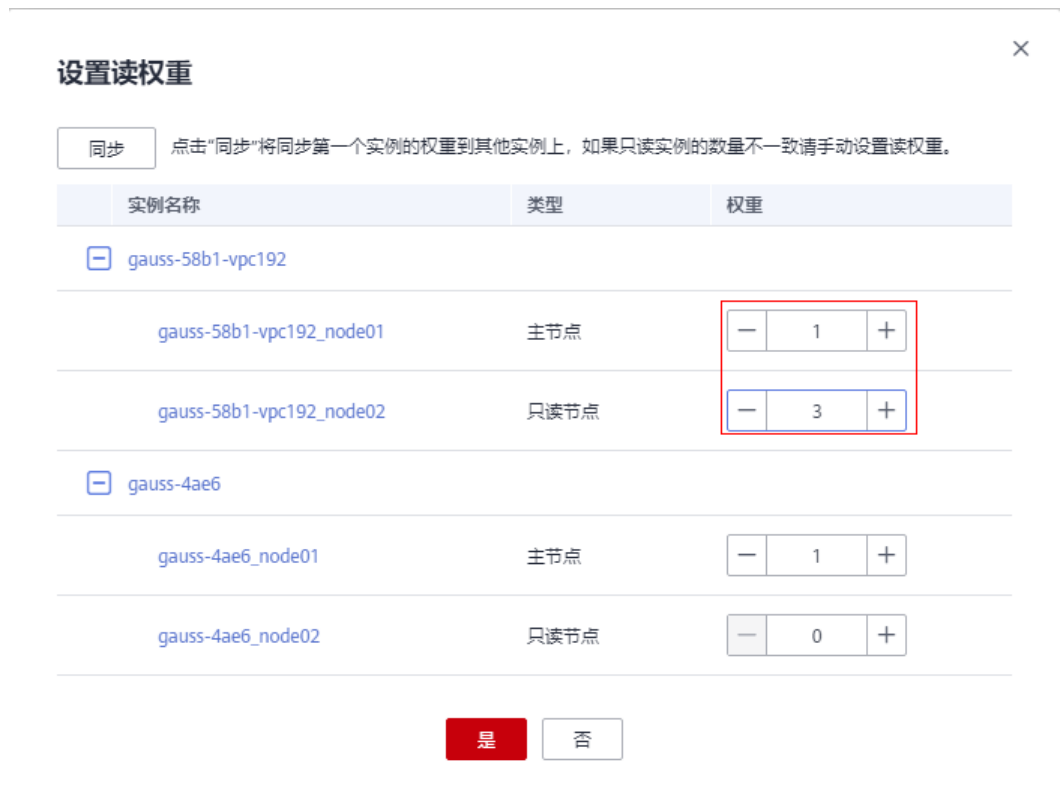 设置读权重
同步 点击“同步”将同步第一个实例的权重到其他实例上，如果只读实例的数量不一致请手动设置读权重。
实例名称 类型 权重
gauss-58b1-vpc192
gauss-58b1-vpc192_node01 主节点 1
gauss-58b1-vpc192_node02 只读节点 3
gauss-4ae6
gauss-4ae6_node01 主节点 1
gauss-4ae6_node02 只读节点 0
是 否